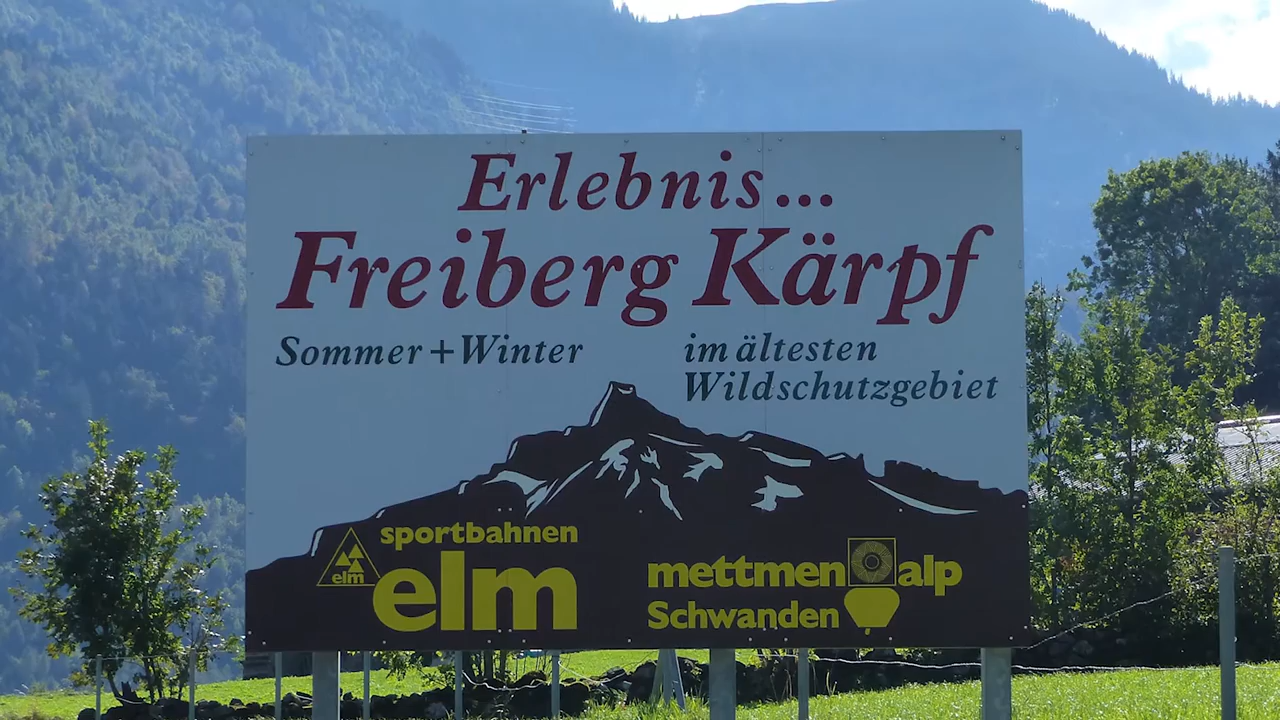 Erlebnis...
Freiberg Kärpf
Sommer + Winter
im ältesten
Wildschutzgebiet
sportbahnen
elm
elm
mettmen alp
Schwanden